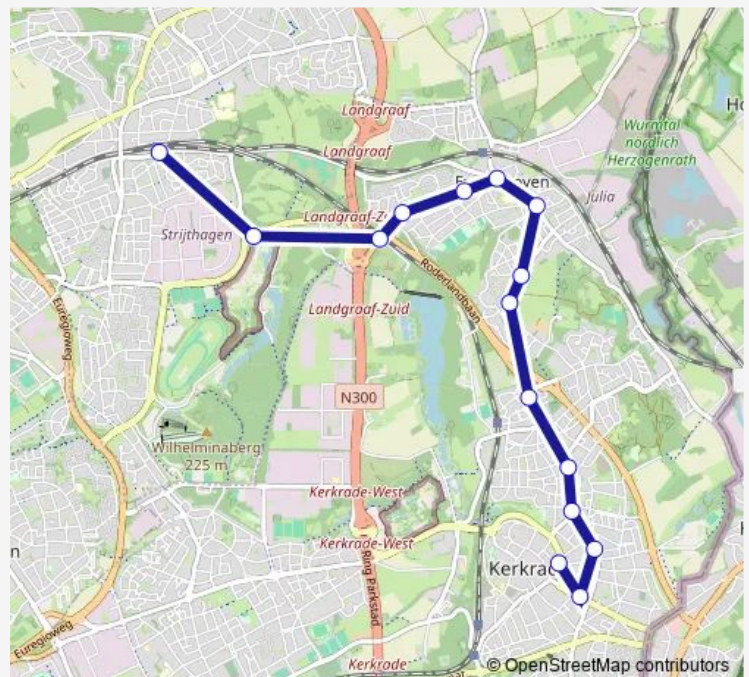 Landgraaf
Landgraaf
Wurmtal
nördlich
Herzogenrath
Julia
Strijthagen
Euregioweg
Roderlandbaan
Landgraaf-Zuid
N300
Wilhelminaberg
225 m
Kerkrade-West
Kerkrade-West
Ring Parkstad
Euregioweg
Kerkrade
© OpenStreetMap contributors